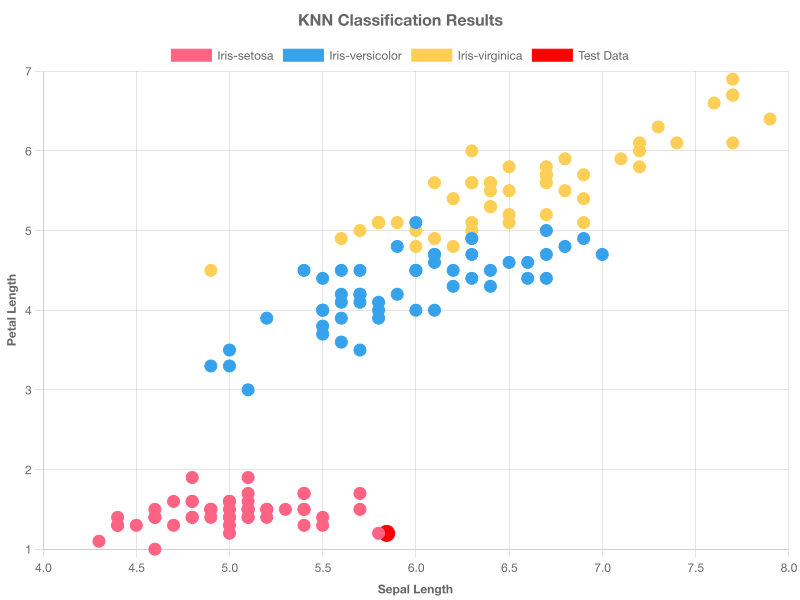 KNN Classification Results
Iris-setosa Iris-versicolor Iris-virginica Test Data
7
6
5
4
3
2
1
Petal Length
4.0 4.5 5.0 5.5 6.0 6.5 7.0 7.5 8.0
Sepal Length